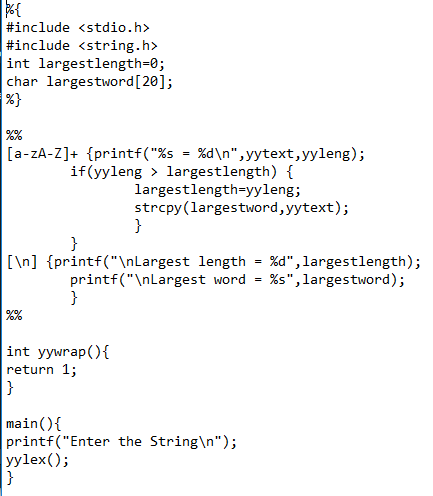 %{
#include <stdio.h>
#include <string.h>
int largestlength=0;
char largestword[20];
%}

%%
[a-zA-Z]+ {printf("%s = %d\n",yytext,yyleng);
        if(yyleng > largestlength) {
                largestlength=yyleng;
                strcpy(largestword,yytext);
                }
        }
[\n] {printf("\nLargest length = %d",largestlength);
        printf("\nLargest word = %s",largestword);
        }
%%

int yywrap(){
return 1;
}

main(){
printf("Enter the String\n");
yylex();
}